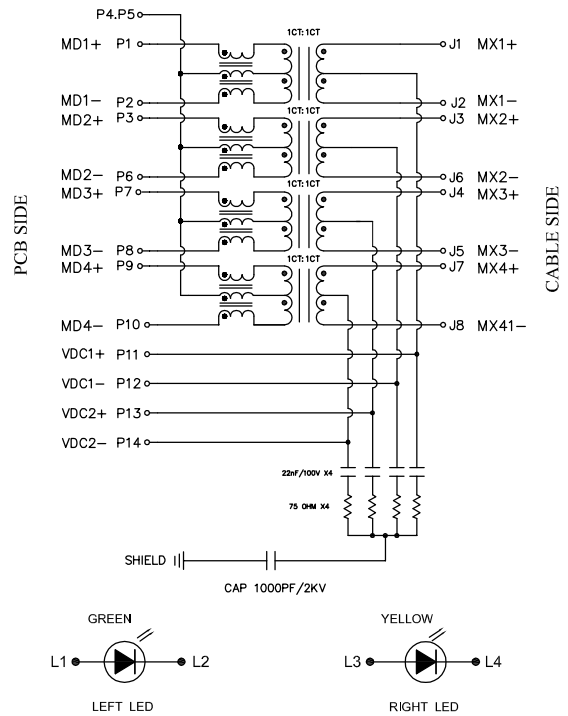 P4.P5
1CT:1CT
MD1+ P1 J1 MX1+
MD1- P2 J2 MX1-
1CT:1CT
MD2+ P3 J3 MX2+
MD2- P6 J6 MX2-
1CT:1CT
MD3+ P7 J4 MX3+
MD3- P8 J5 MX3-
1CT:1CT
MD4+ P9 J7 MX4+
MD4- P10 J8 MX41-
PCB SIDE
CABLE SIDE
VDC1+ P11
VDC1- P12
VDC2+ P13
VDC2- P14
22nF/100V X4
75 OHM X4
SHIELD
CAP 1000PF/2KV
GREEN YELLOW
L1 L2 L3 L4
LEFT LED RIGHT LED